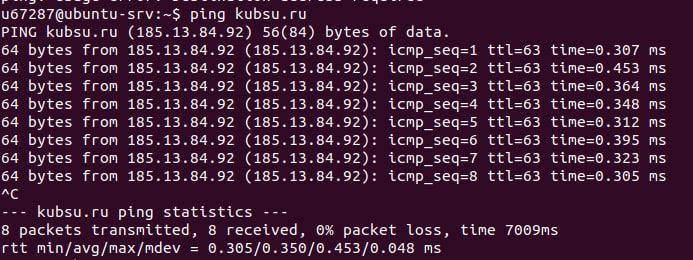 u67287@ubuntu-srv:~$ ping kubsu.ru
PING kubsu.ru (185.13.84.92) 56(84) bytes of data.
64 bytes from 185.13.84.92 (185.13.84.92): icmp_seq=1 ttl=63 time=0.307 ms
64 bytes from 185.13.84.92 (185.13.84.92): icmp_seq=2 ttl=63 time=0.453 ms
64 bytes from 185.13.84.92 (185.13.84.92): icmp_seq=3 ttl=63 time=0.364 ms
64 bytes from 185.13.84.92 (185.13.84.92): icmp_seq=4 ttl=63 time=0.348 ms
64 bytes from 185.13.84.92 (185.13.84.92): icmp_seq=5 ttl=63 time=0.312 ms
64 bytes from 185.13.84.92 (185.13.84.92): icmp_seq=6 ttl=63 time=0.395 ms
64 bytes from 185.13.84.92 (185.13.84.92): icmp_seq=7 ttl=63 time=0.323 ms
64 bytes from 185.13.84.92 (185.13.84.92): icmp_seq=8 ttl=63 time=0.305 ms
^C
--- kubsu.ru ping statistics ---
8 packets transmitted, 8 received, 0% packet loss, time 7009ms
rtt min/avg/max/mdev = 0.305/0.350/0.453/0.048 ms